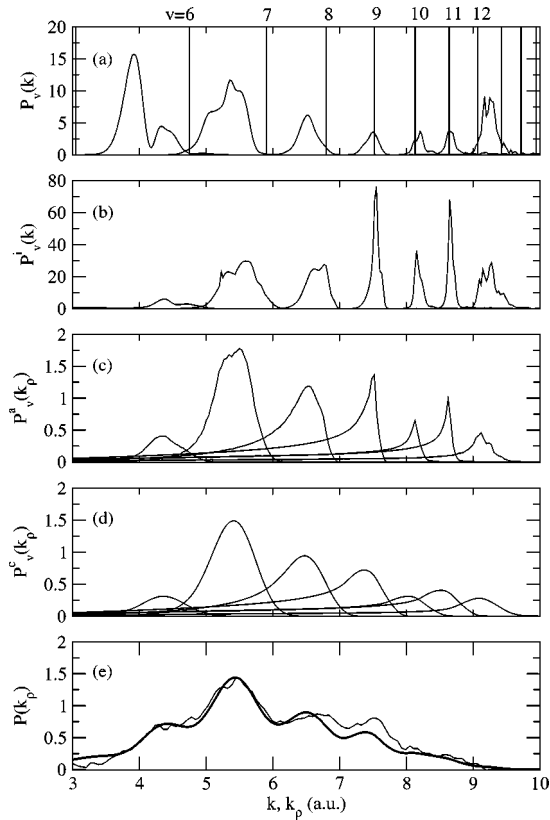 v=6 7 8 9 10 11 12
20
15
10
5
0
P_v(k)
(a)
80
60
40
20
0
P^i_v(k)
(b)
2
1.5
1
0.5
0
P^a_v(k_ρ)
(c)
2
1.5
1
0.5
0
P^c_v(k_ρ)
(d)
2
1.5
1
0.5
0
P(k_ρ)
(e)
3 4 5 6 7 8 9 10
k, k_ρ (a.u.)